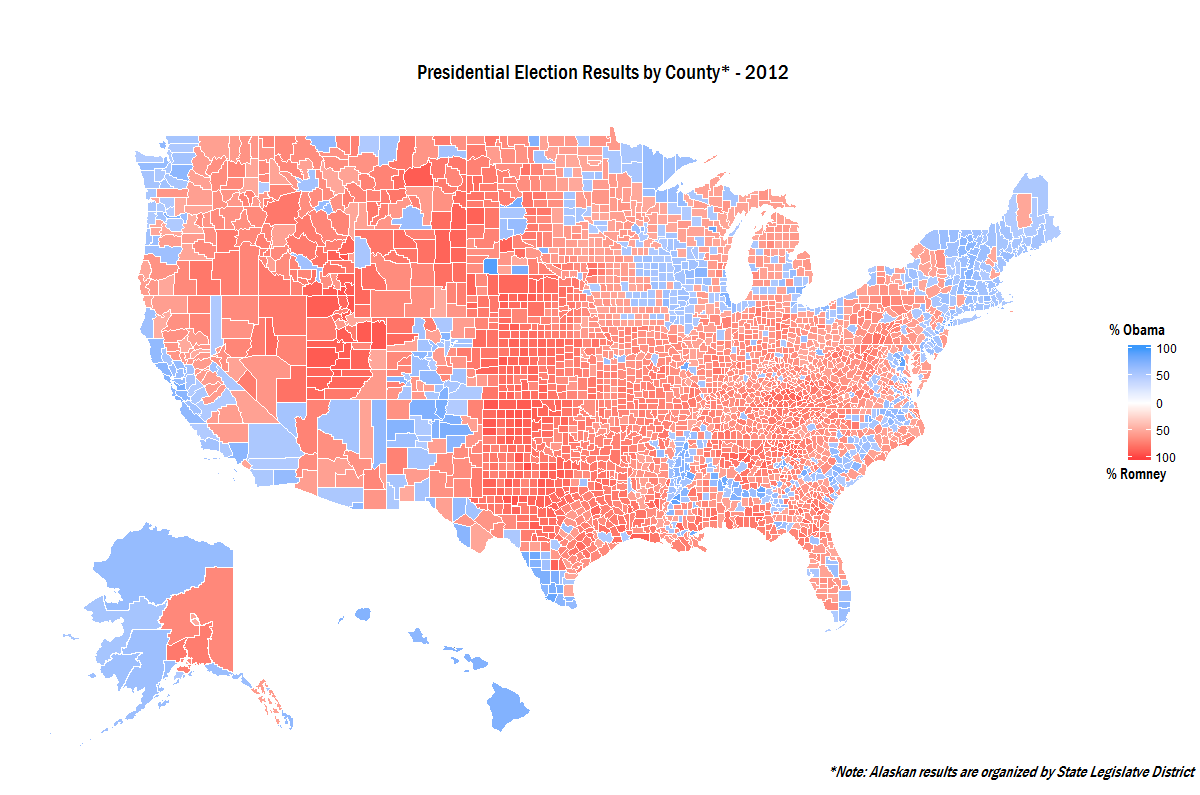 Presidential Election Results by County* - 2012
% Obama
100
50
0
50
100
% Romney
*Note: Alaskan results are organized by State Legislatve District